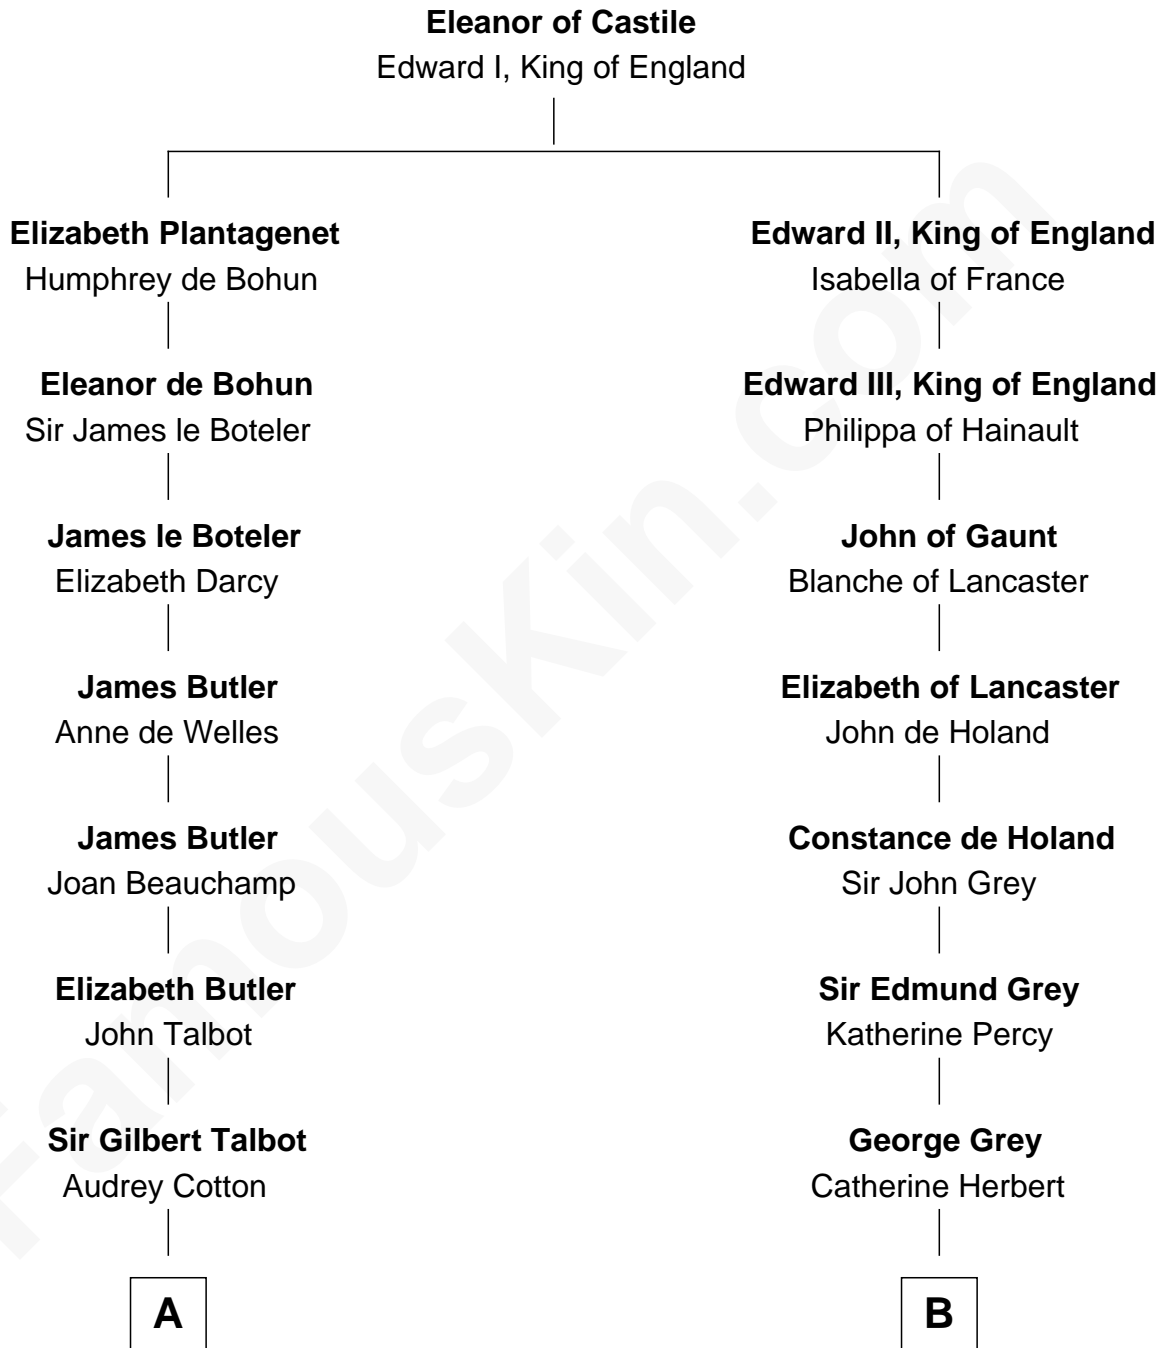 Eleanor of Castile
Edward I, King of England
Elizabeth Plantagenet
Humphrey de Bohun
Edward II, King of England
Isabella of France
Eleanor de Bohun
Sir James le Boteler
Edward III, King of England
Philippa of Hainault
James le Boteler
Elizabeth Darcy
John of Gaunt
Blanche of Lancaster
James Butler
Anne de Welles
Elizabeth of Lancaster
John de Holand
James Butler
Joan Beauchamp
Constance de Holand
Sir John Grey
Elizabeth Butler
John Talbot
Sir Edmund Grey
Katherine Percy
Sir Gilbert Talbot
Audrey Cotton
George Grey
Catherine Herbert
A
B
FamousKin.com